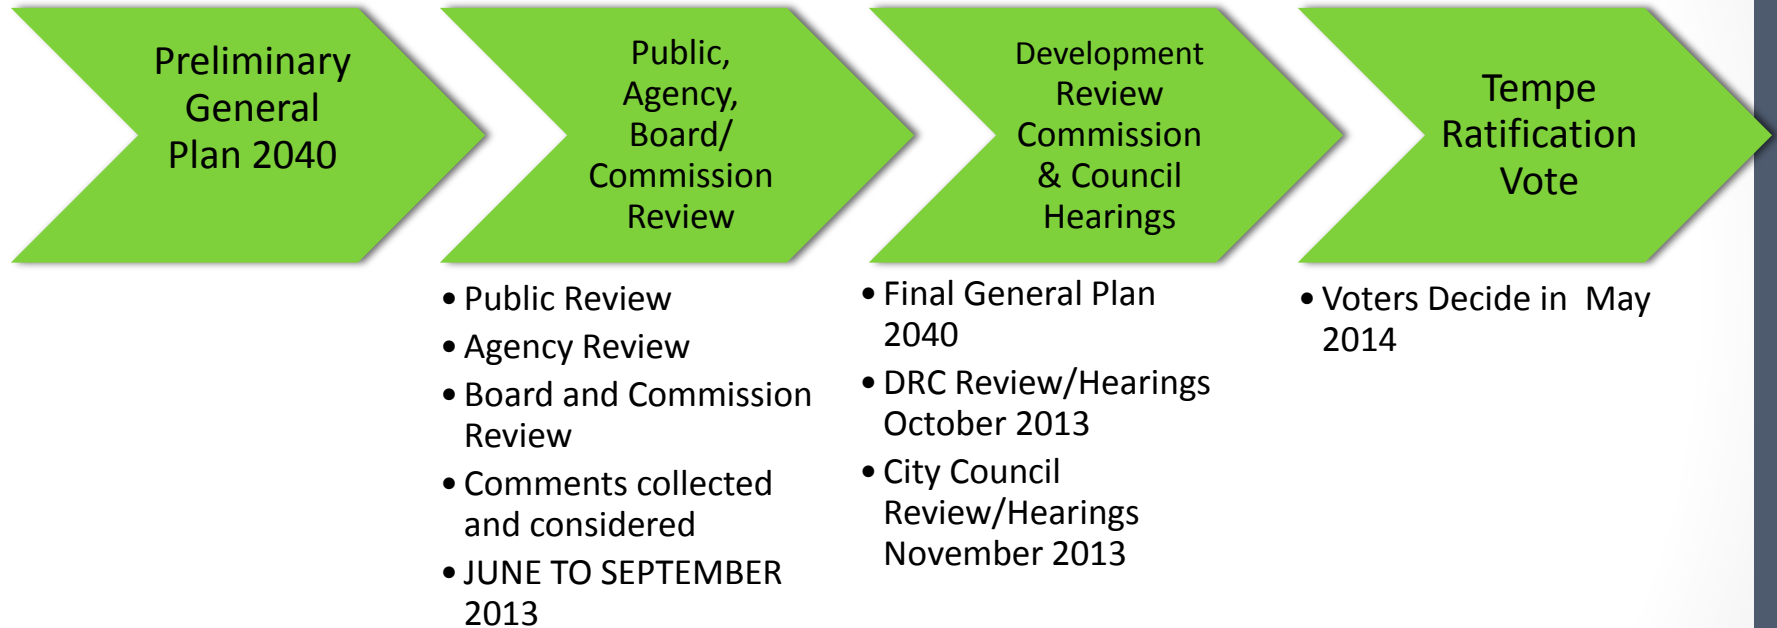 Preliminary
General
Plan 2040
Public,
Agency,
Board/
Commission
Review
Development
Review
Commission
& Council
Hearings
Tempe
Ratification
Vote
• Public Review
• Agency Review
• Board and Commission
Review
• Comments collected
and considered
• JUNE TO SEPTEMBER
2013
• Final General Plan
2040
• DRC Review/Hearings
October 2013
• City Council
Review/Hearings
November 2013
• Voters Decide in May
2014